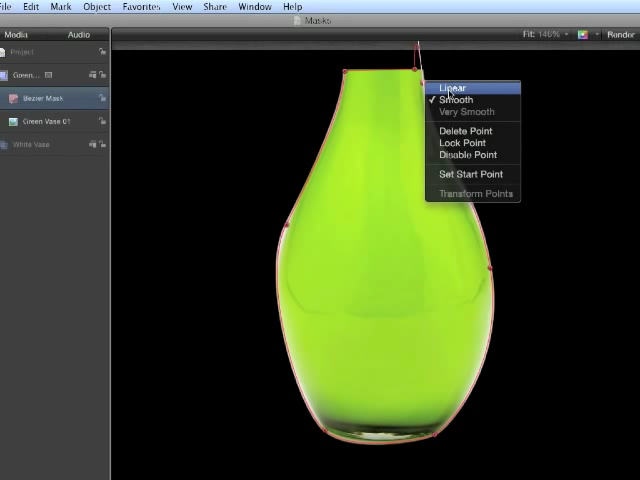 File Edit Mark Object Favorites View Share Window Help
Masks
Media Audio Fit: 146% Render
Project
Green...
Bezier Mask
Green Vase 01
White Vase
Linear
✓ Smooth
Very Smooth
Delete Point
Lock Point
Disable Point
Set Start Point
Transform Points